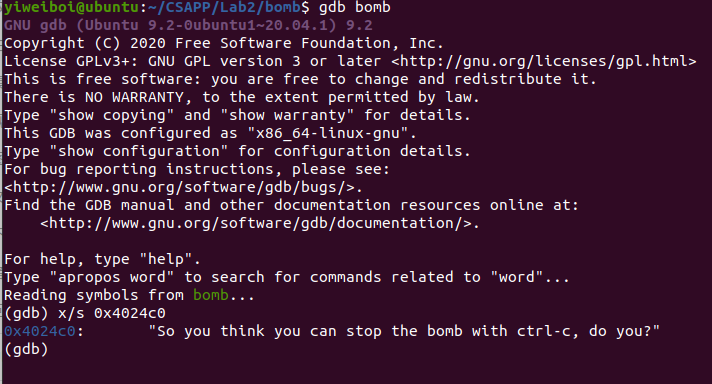 yiweiboi@ubuntu:~/CSAPP/Lab2/bomb$ gdb bomb
GNU gdb (Ubuntu 9.2-0ubuntu1~20.04.1) 9.2
Copyright (C) 2020 Free Software Foundation, Inc.
License GPLv3+: GNU GPL version 3 or later <http://gnu.org/licenses/gpl.html>
This is free software: you are free to change and redistribute it.
There is NO WARRANTY, to the extent permitted by law.
Type "show copying" and "show warranty" for details.
This GDB was configured as "x86_64-linux-gnu".
Type "show configuration" for configuration details.
For bug reporting instructions, please see:
<http://www.gnu.org/software/gdb/bugs/>.
Find the GDB manual and other documentation resources online at:
    <http://www.gnu.org/software/gdb/documentation/>.

For help, type "help".
Type "apropos word" to search for commands related to "word"...
Reading symbols from bomb...
(gdb) x/s 0x4024c0
0x4024c0:       "So you think you can stop the bomb with ctrl-c, do you?"
(gdb)